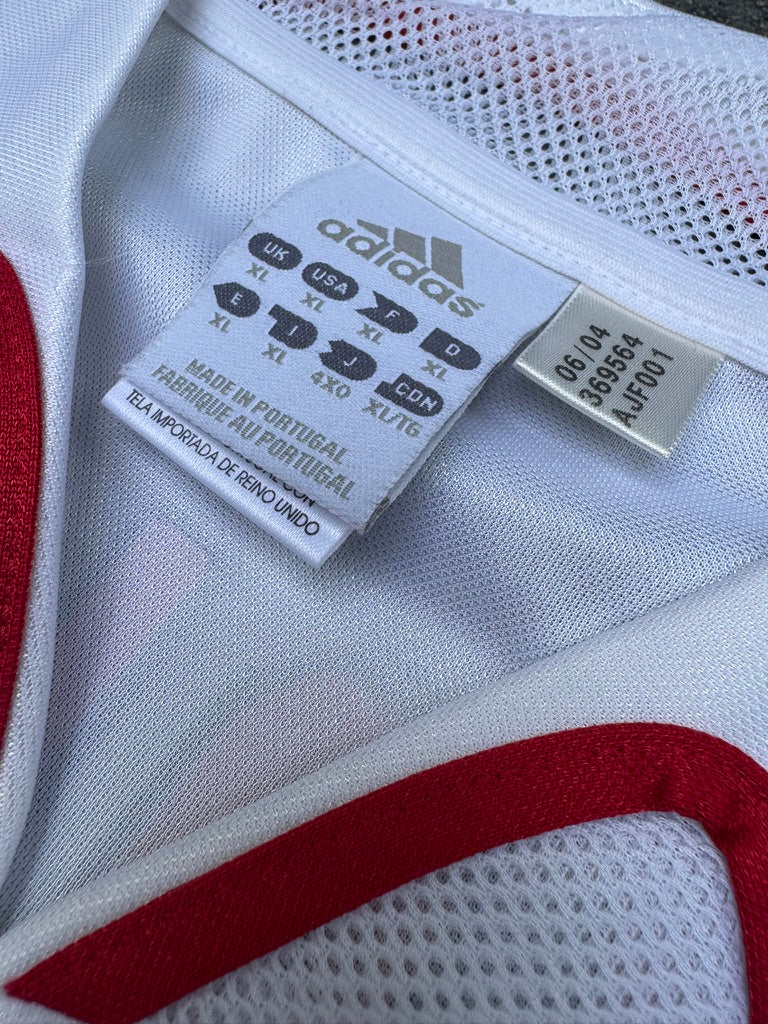 adidas
UK USA F D
XL XL XL XL
E I J CDN
XL XL 4XO XL/TG
MADE IN PORTUGAL
FABRIQUE AU PORTUGAL
TELA IMPORTADA DE REINO UNIDO
06/04
369564
AJF001